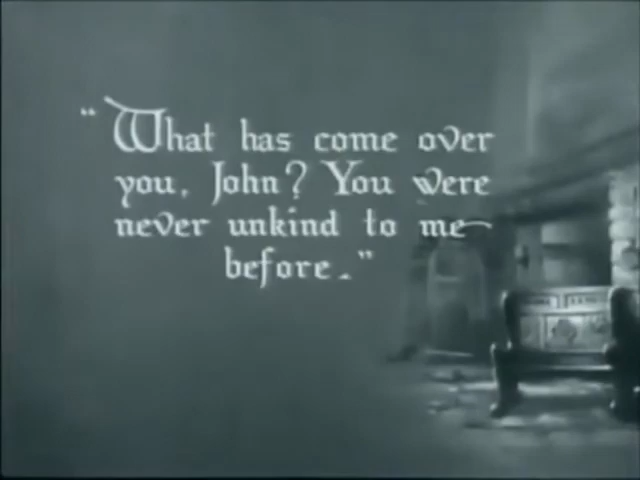 "What has come over
you, John? You were
never unkind to me
before."